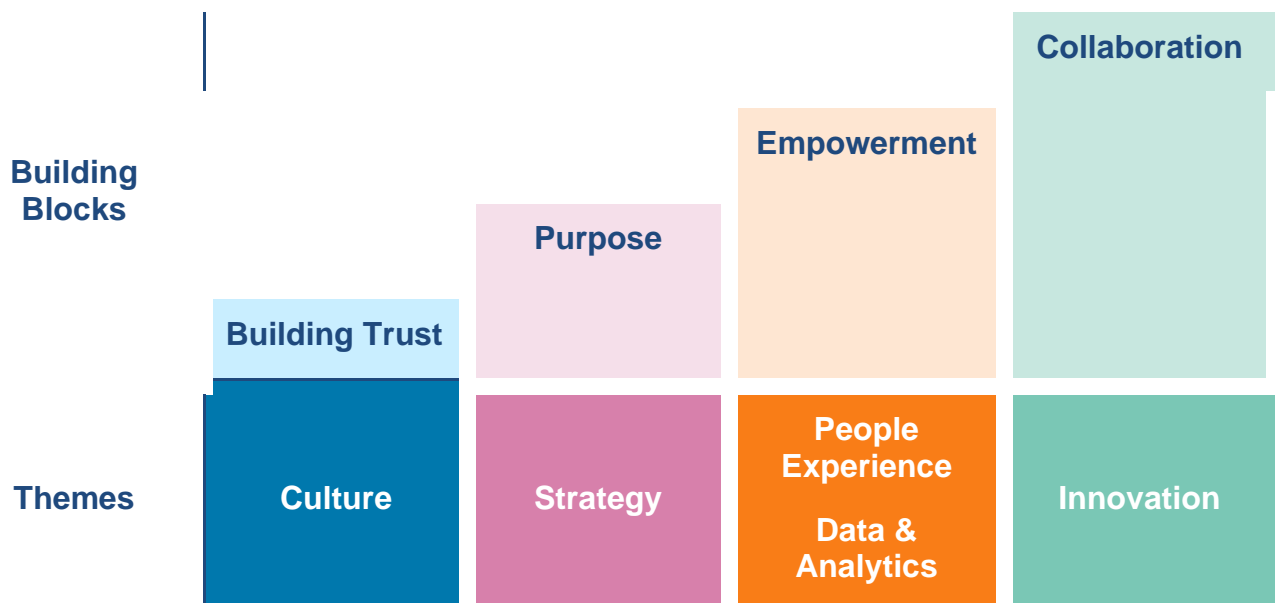 Collaboration
Empowerment
Building
Blocks
Purpose
Building Trust
People
Experience
Themes
Culture
Strategy
Innovation
Data &
Analytics